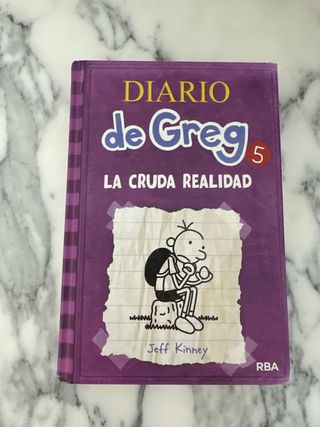 DIARIO
de Greg 5
LA CRUDA REALIDAD
Jeff Kinney
RBA